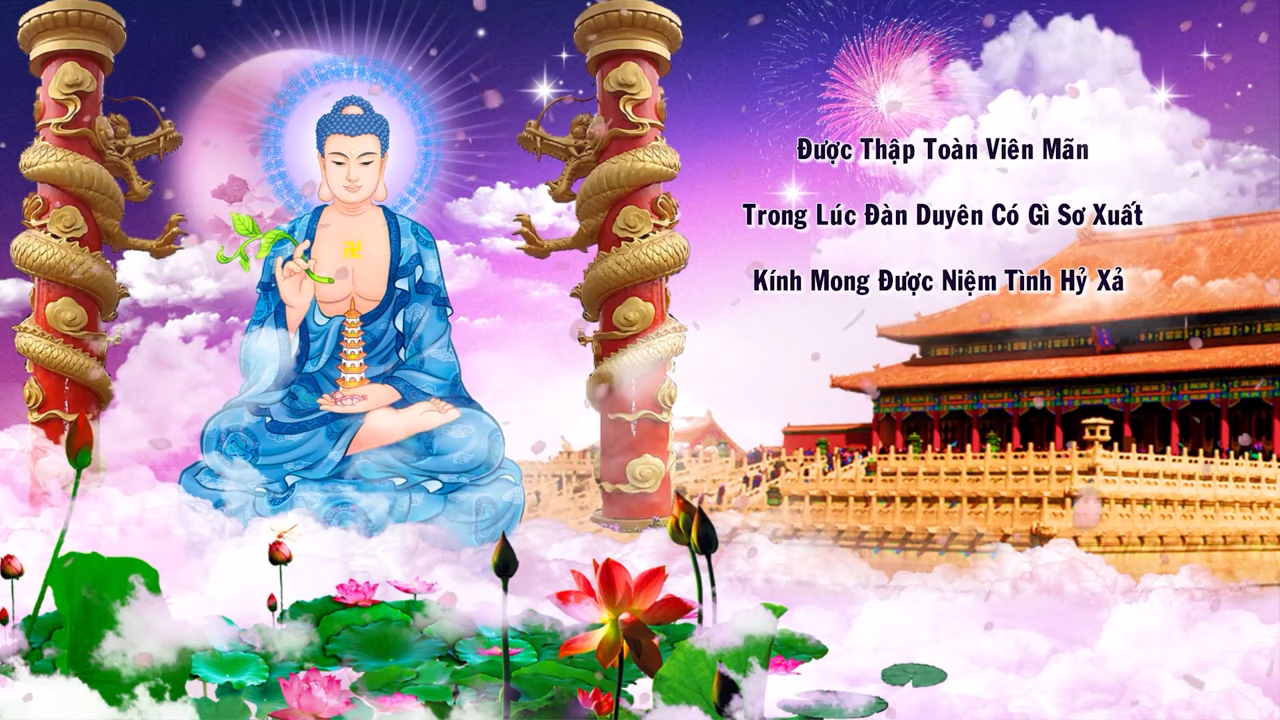 Được Thập Toàn Viên Mãn
Trong Lúc Đàn Duyên Có Gì Sơ Xuất
Kính Mong Được Niệm Tình Hỷ Xả